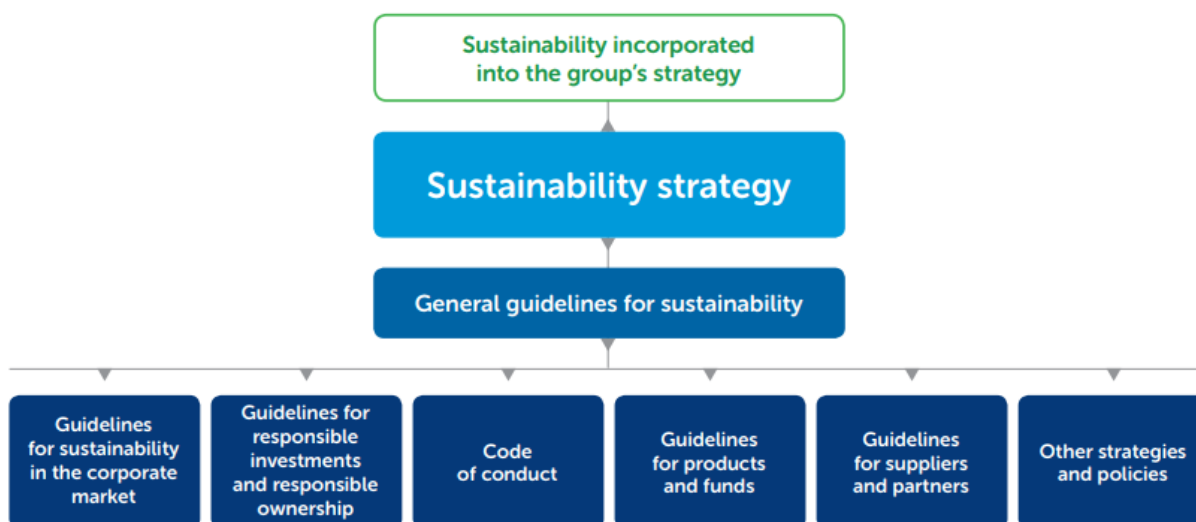 Sustainability incorporated
into the group’s strategy
Sustainability strategy
General guidelines for sustainability
Guidelines
for sustainability
in the corporate
market
Guidelines for
responsible
investments
and responsible
ownership
Code
of conduct
Guidelines
for products
and funds
Guidelines
for suppliers
and partners
Other strategies
and policies